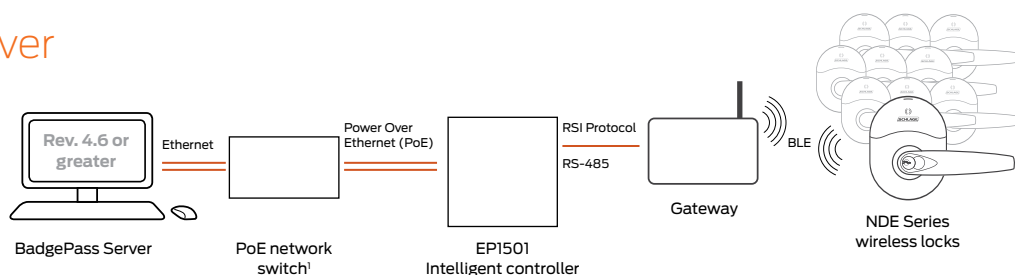 ver
Rev. 4.6 or
greater
Ethernet
Power Over
Ethernet (PoE)
RSI Protocol
RS-485
BLE
SCHLAGE
BadgePass Server
PoE network
switch¹
EP1501
Intelligent controller
Gateway
NDE Series
wireless locks